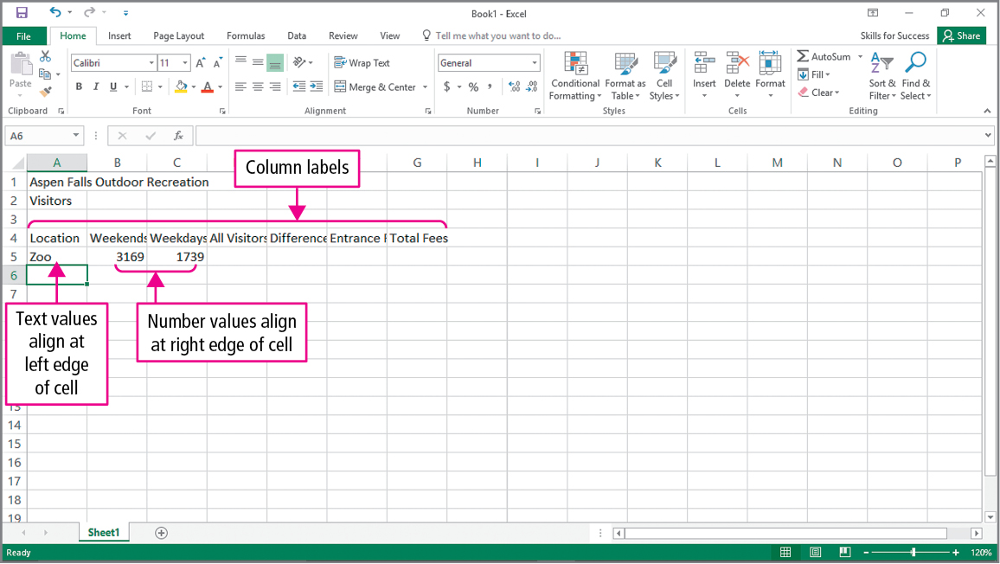 Book1 - Excel
File Home Insert Page Layout Formulas Data Review View Tell me what you want to do... Skills for Success Share
Paste
Calibri 11 A A
B I U A
Wrap Text
Merge & Center
General
$ % , .00 .00
Conditional Formatting
Format as Table
Cell Styles
Insert Delete Format
AutoSum
Fill
Clear
Sort & Filter
Find & Select
Clipboard Font Alignment Number Styles Cells Editing
A6 fx
A B C G H I J K L M N O P
Column labels
1 Aspen Falls Outdoor Recreation
2 Visitors
3
4 Location Weekends Weekdays All Visitors Difference Entrance F Total Fees
5 Zoo 3169 1739
6
7
Text values
align at
left edge
of cell
Number values align
at right edge of cell
13
14
15
16
17
18
19
Sheet1
Ready 120%